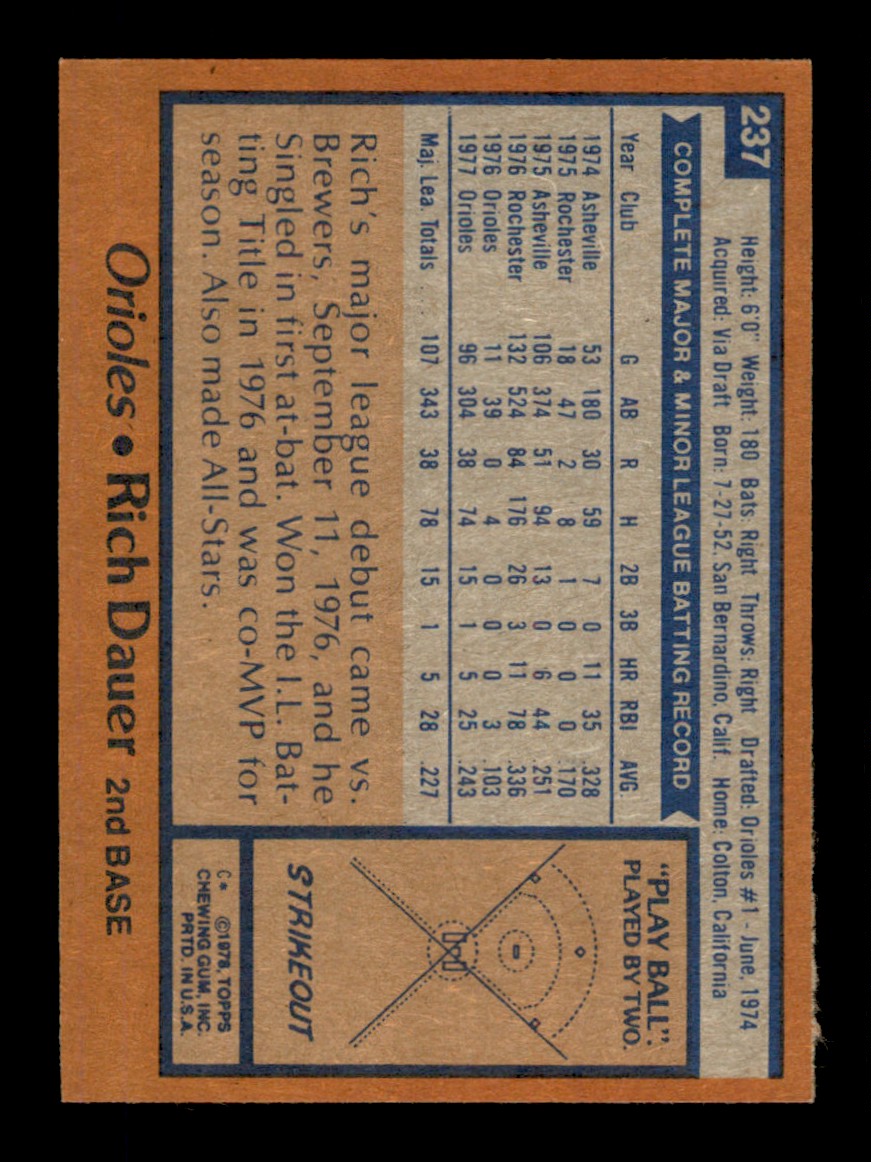 237
Height: 6'0" Weight: 180 Bats: Right Throws: Right Drafted: Orioles #1 - June, 1974
Acquired: Via Draft Born: 7-27-52, San Bernardino, Calif. Home: Colton, California
COMPLETE MAJOR & MINOR LEAGUE BATTING RECORD
Year Club G AB R H 2B 3B HR RBI AVG.
1974 Asheville 53 180 30 59 7 0 11 35 .328
1975 Rochester 18 47 2 8 1 0 0 0 .170
1975 Asheville 106 374 51 94 13 0 6 44 .251
1976 Rochester 132 524 84 176 26 3 11 78 .336
1976 Orioles 11 39 0 4 0 0 0 3 .103
1977 Orioles 96 304 38 74 15 1 5 25 .243
Maj. Lea. Totals 107 343 38 78 15 1 5 28 .227
Rich's major league debut came vs.
Brewers, September 11, 1976, and he
Singled in first at-bat. Won the I.L. Bat-
ting Title in 1976 and was co-MVP for
season. Also made All-Stars.
"PLAY BALL".
PLAYED BY TWO.
STRIKEOUT
C* ©1978, TOPPS
CHEWING GUM, INC.
PRTD. IN U.S.A.
Orioles • Rich Dauer 2nd BASE